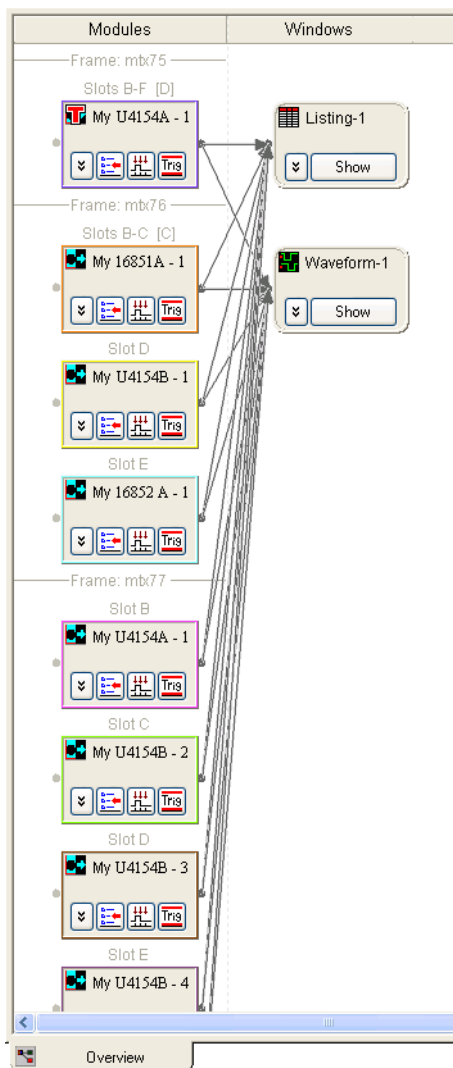 Modules Windows
Frame: mtx75
Slots B-F [D]
My U4154A - 1
Trig
Listing-1
Show
Frame: mtx76
Slots B-C [C]
My 16851A - 1
Trig
Waveform-1
Show
Slot D
My U4154B - 1
Trig
Slot E
My 16852 A - 1
Trig
Frame: mtx77
Slot B
My U4154A - 1
Trig
Slot C
My U4154B - 2
Trig
Slot D
My U4154B - 3
Trig
Slot E
My U4154B - 4
Overview